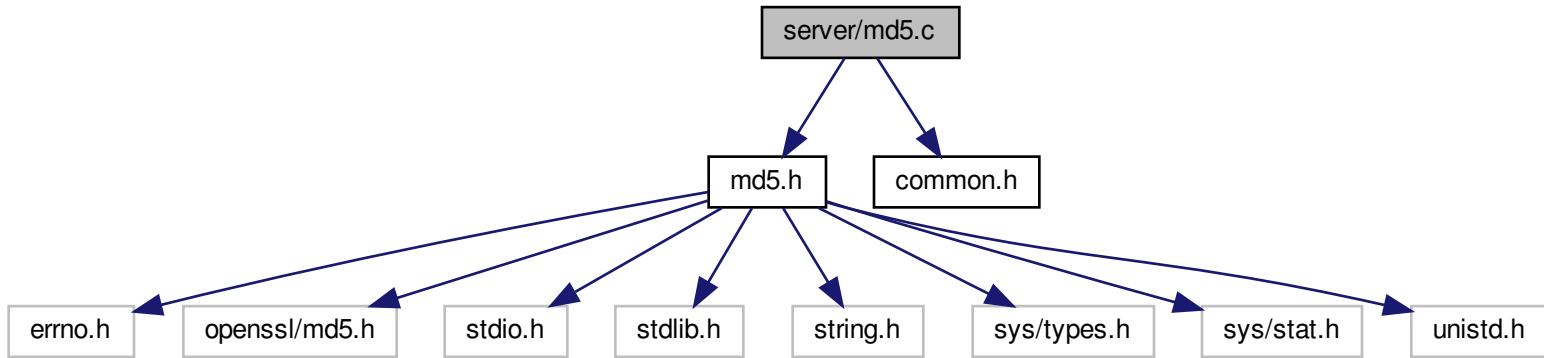 server/md5.c
md5.h
common.h
errno.h
openssl/md5.h
stdio.h
stdlib.h
string.h
sys/types.h
sys/stat.h
unistd.h